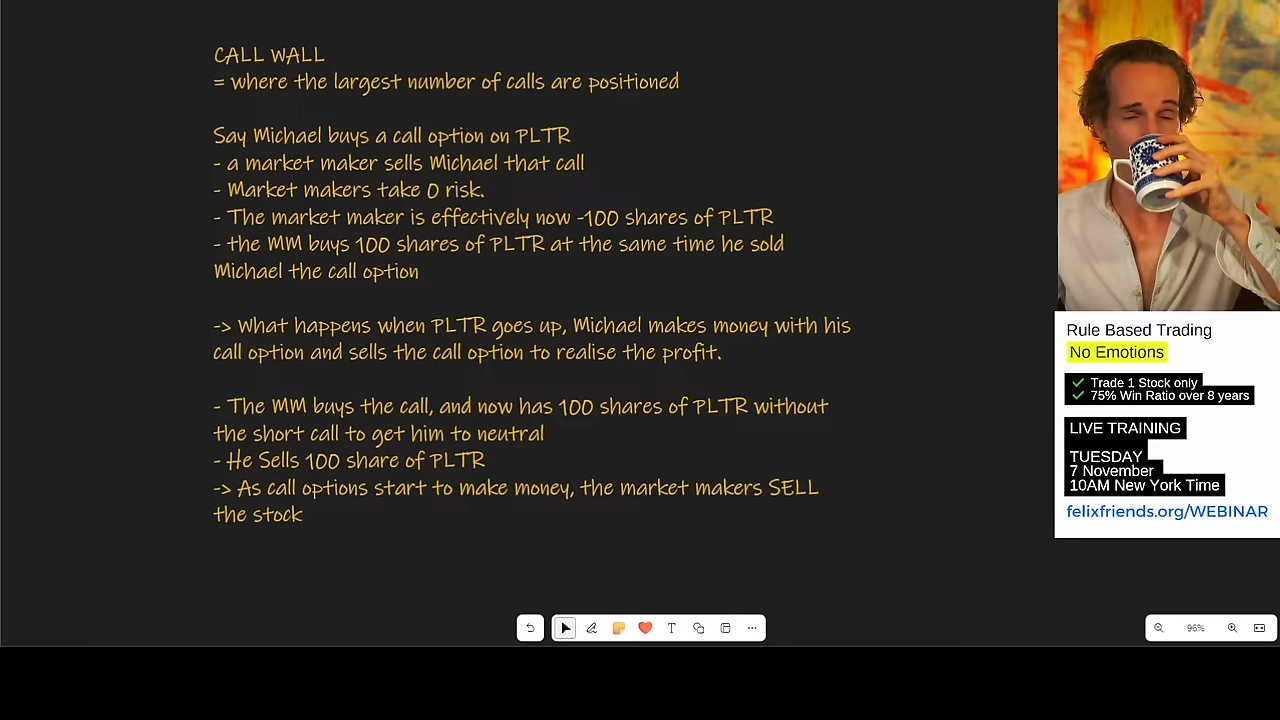 CALL WALL
= where the largest number of calls are positioned
Say Michael buys a call option on PLTR
- a market maker sells Michael that call
- Market makers take 0 risk.
- The market maker is effectively now -100 shares of PLTR
- the MM buys 100 shares of PLTR at the same time he sold
Michael the call option
-> What happens when PLTR goes up, Michael makes money with his
call option and sells the call option to realise the profit.
- The MM buys the call, and now has 100 shares of PLTR without
the short call to get him to neutral
- He Sells 100 share of PLTR
-> As call options start to make money, the market makers SELL
the stock
Rule Based Trading
No Emotions
Trade 1 Stock only
75% Win Ratio over 8 years
LIVE TRAINING
TUESDAY
7 November
10AM New York Time
felixfriends.org/WEBINAR
T
96%